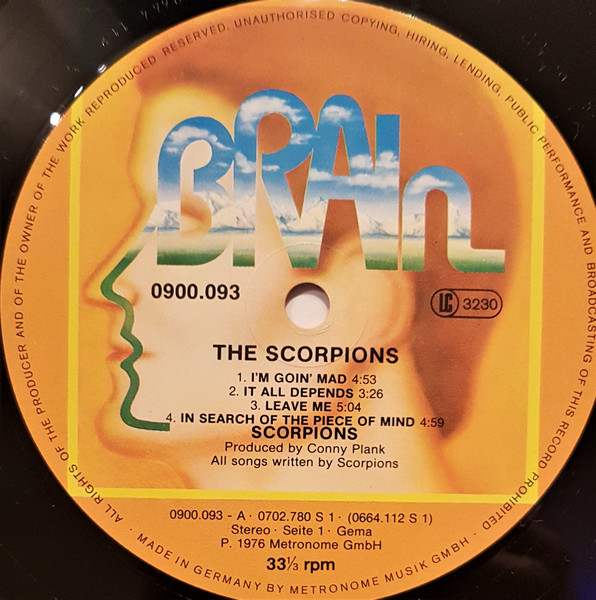 ALL RIGHTS OF THE PRODUCER AND OF THE OWNER OF THE WORK REPRODUCED RESERVED. UNAUTHORISED COPYING, HIRING, LENDING, PUBLIC PERFORMANCE AND BROADCASTING OF THIS RECORD PROHIBITED
BRAIn
0900.093
LC 3230
THE SCORPIONS
1. I'M GOIN' MAD 4:53
2. IT ALL DEPENDS 3:26
3. LEAVE ME 5:04
4. IN SEARCH OF THE PIECE OF MIND 4:59
SCORPIONS
Produced by Conny Plank
All songs written by Scorpions
0900.093 - A · 0702.780 S 1 · (0664.112 S 1)
Stereo · Seite 1 · Gema
P. 1976 Metronome GmbH
33⅓ rpm
· MADE IN GERMANY BY METRONOME MUSIK GMBH ·